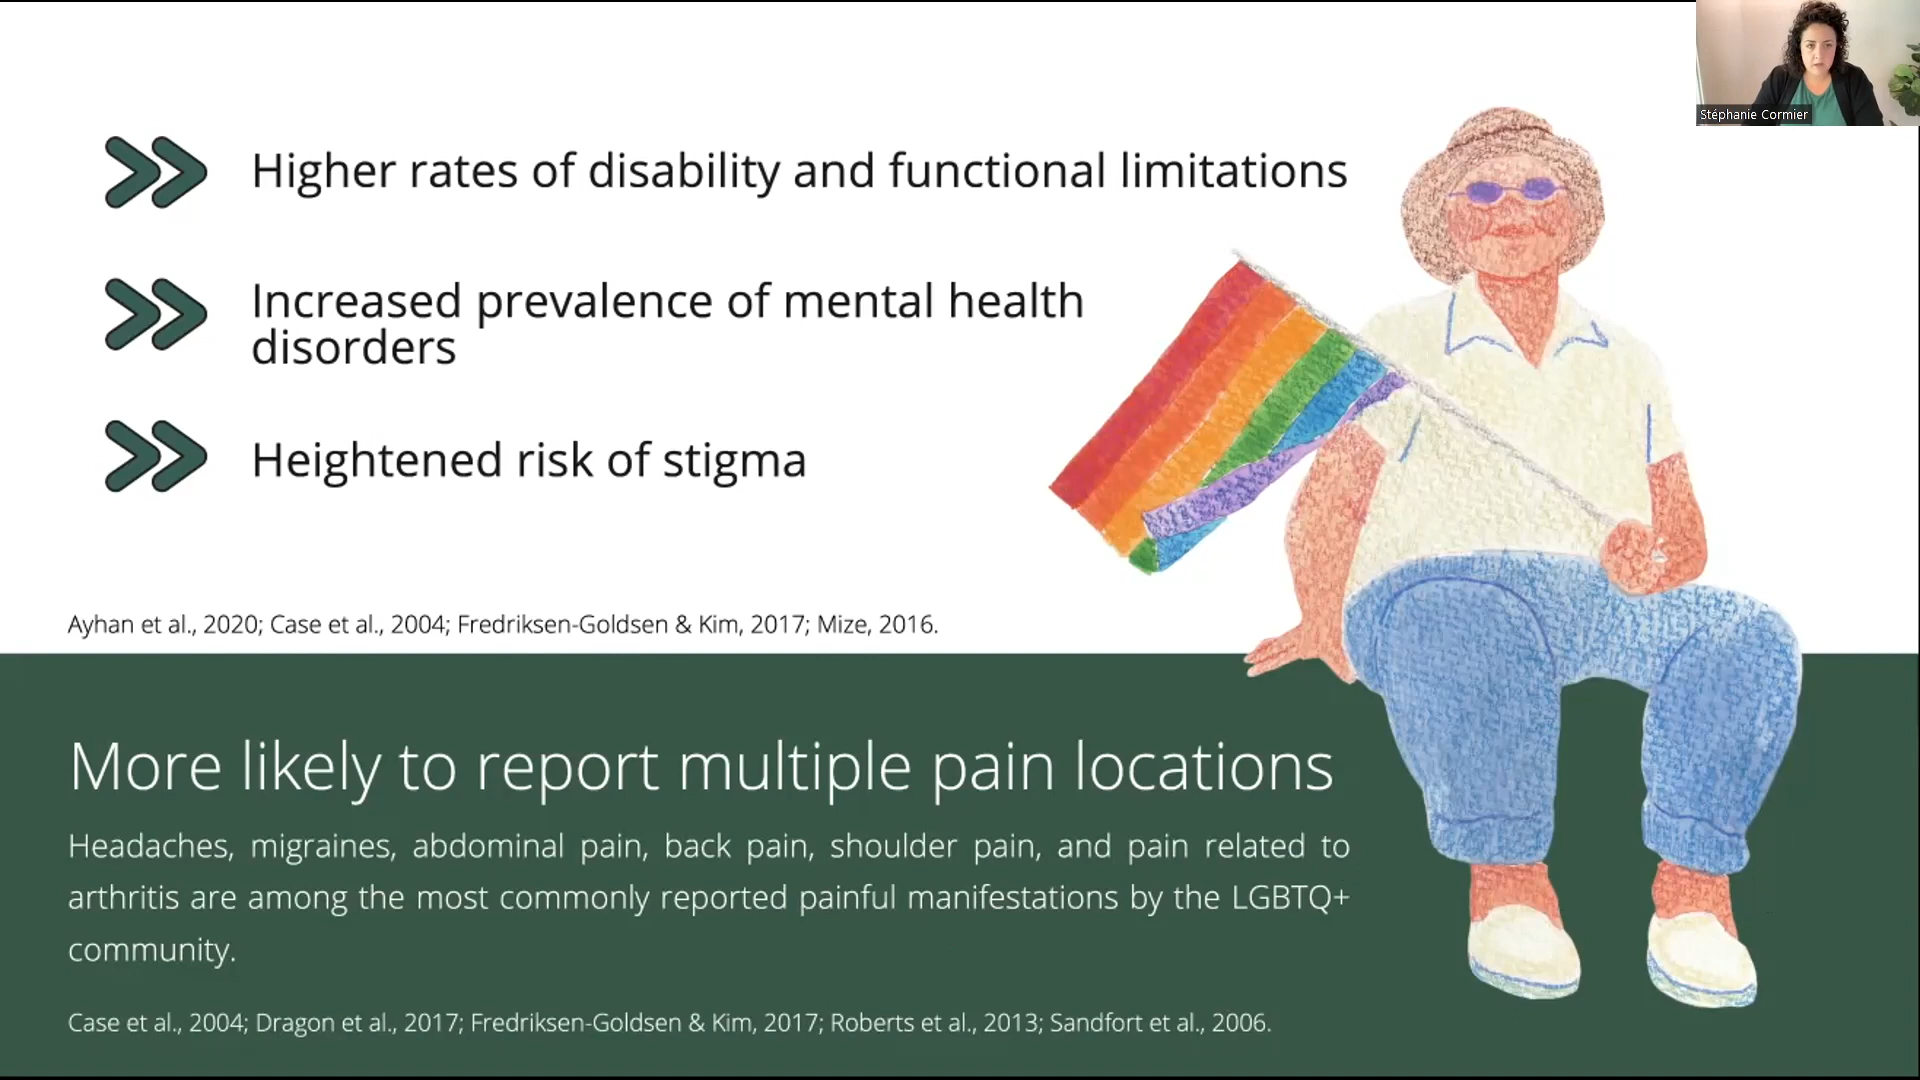 Stéphanie Cormier
Higher rates of disability and functional limitations
Increased prevalence of mental health
disorders
Heightened risk of stigma
Ayhan et al., 2020; Case et al., 2004; Fredriksen-Goldsen & Kim, 2017; Mize, 2016.
More likely to report multiple pain locations
Headaches, migraines, abdominal pain, back pain, shoulder pain, and pain related to
arthritis are among the most commonly reported painful manifestations by the LGBTQ+
community.
Case et al., 2004; Dragon et al., 2017; Fredriksen-Goldsen & Kim, 2017; Roberts et al., 2013; Sandfort et al., 2006.